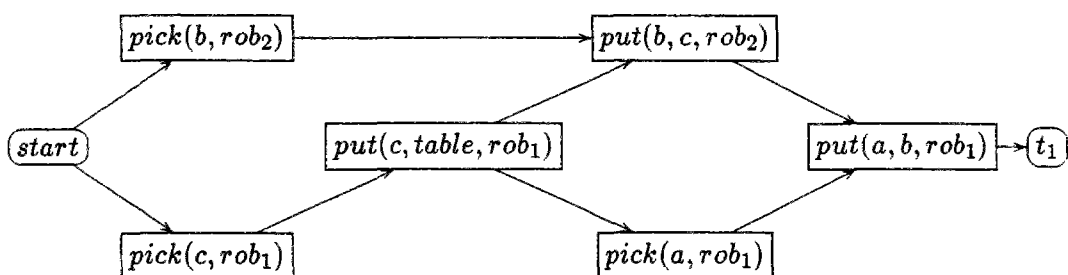 pick(b, rob₂) put(b, c, rob₂)
start put(c, table, rob₁) put(a, b, rob₁) t₁
pick(c, rob₁) pick(a, rob₁)